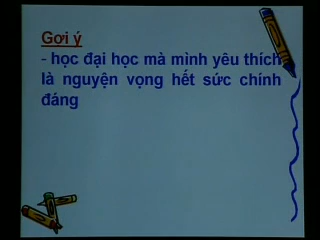 Gợi ý
- học đại học mà mình yêu thích
là nguyện vọng hết sức chính
đáng